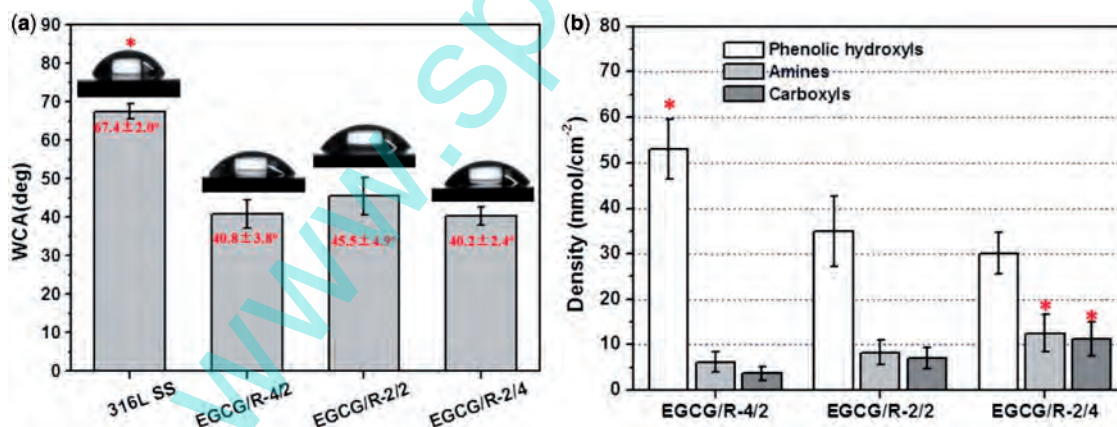 (a)
90
80
70
60
50
40
30
20
10
0
WCA(deg)
*
67.4±2.0°
40.8±3.8°
45.5±4.9°
40.2±2.4°
316L SS
EGCG/R-4/2
EGCG/R-2/2
EGCG/R-2/4
(b)
80
70
60
50
40
30
20
10
0
Density (nmol/cm⁻²)
Phenolic hydroxyls
Amines
Carboxyls
*
*
*
EGCG/R-4/2
EGCG/R-2/2
EGCG/R-2/4
www.sp